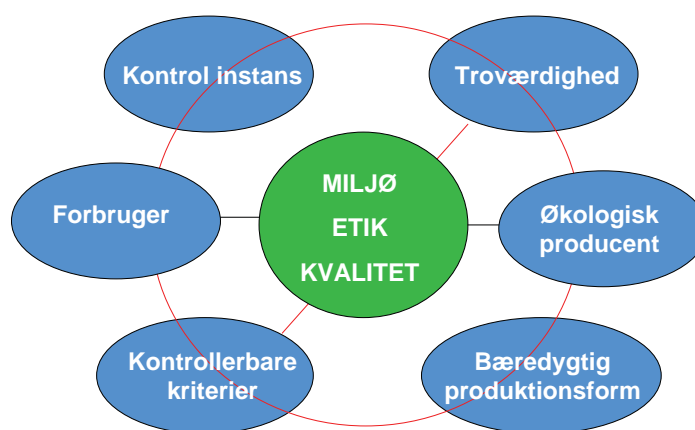 Kontrol instans
Troværdighed
Forbruger
MILJØ
ETIK
KVALITET
Økologisk
producent
Kontrollerbare
kriterier
Bæredygtig
produktionsform